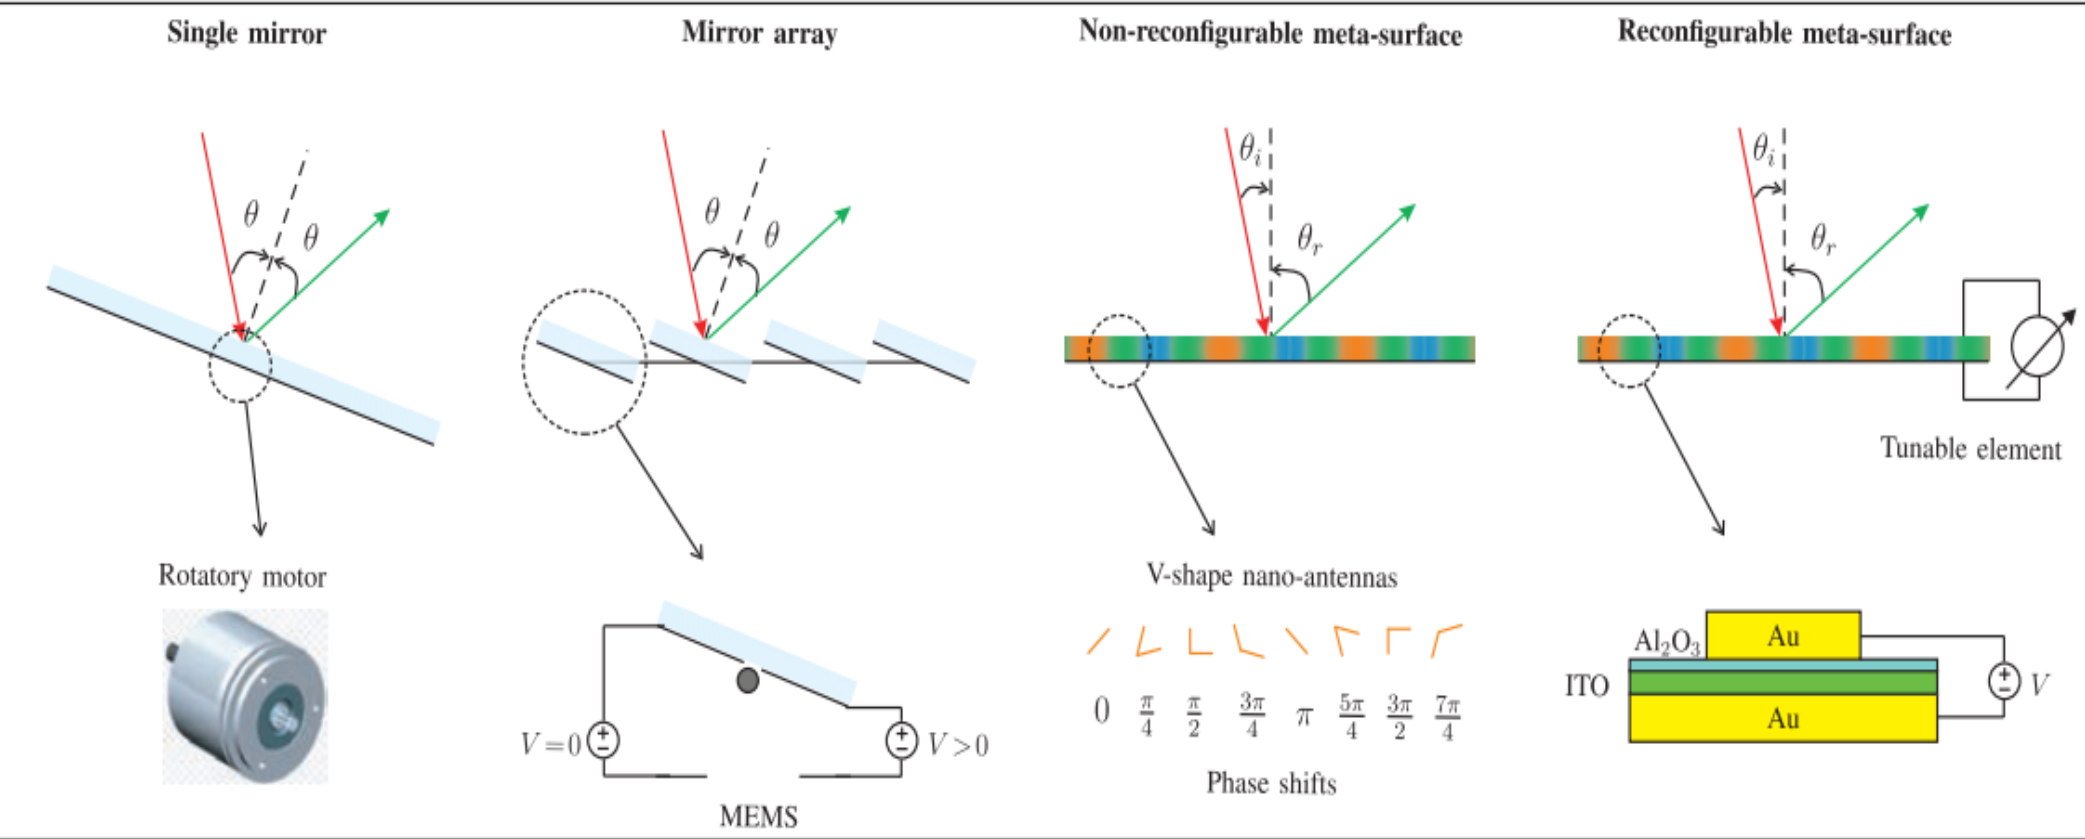 Single mirror
Mirror array
Non-reconfigurable meta-surface
Reconfigurable meta-surface
θ
θ
θ
θ
θi
θr
θi
θr
Tunable element
Rotatory motor
MEMS
V=0
V>0
V-shape nano-antennas
0 π/4 π/2 3π/4 π 5π/4 3π/2 7π/4
Phase shifts
Al₂O₃
Au
ITO
Au
V